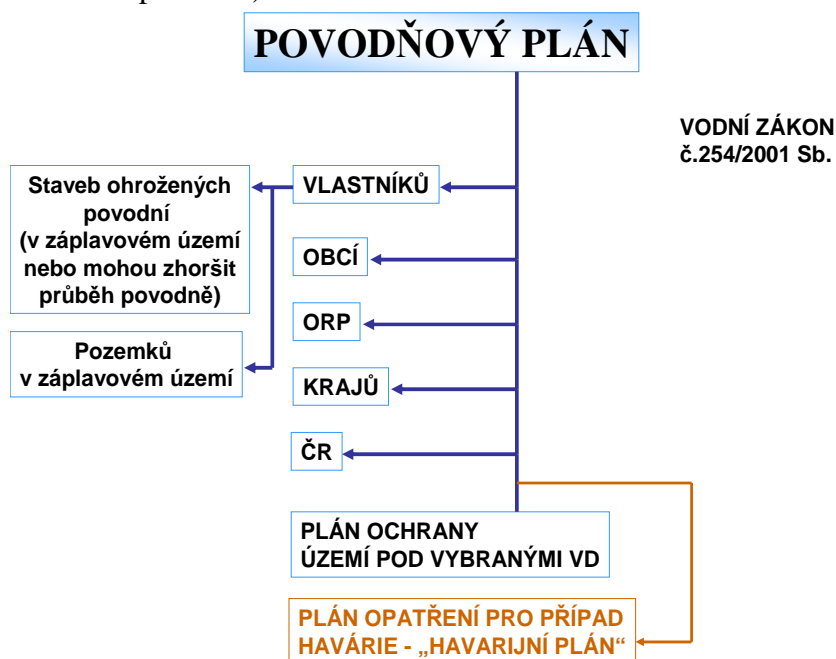 POVODŇOVÝ PLÁN
VODNÍ ZÁKON
č.254/2001 Sb.
Staveb ohrožených
povodní
(v záplavovém území
nebo mohou zhoršit
průběh povodně)
Pozemků
v záplavovém území
VLASTNÍKŮ
OBCÍ
ORP
KRAJŮ
ČR
PLÁN OCHRANY
ÚZEMÍ POD VYBRANÝMI VD
PLÁN OPATŘENÍ PRO PŘÍPAD
HAVÁRIE - „HAVARIJNÍ PLÁN“